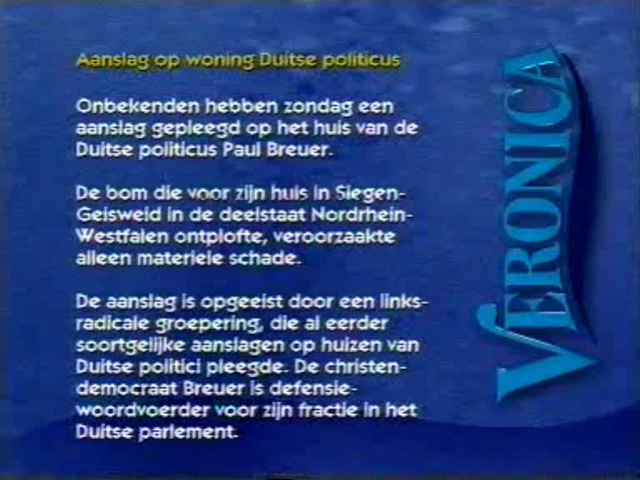 Aanslag op woning Duitse politicus
Onbekenden hebben zondag een
aanslag gepleegd op het huis van de
Duitse politicus Paul Breuer.
De bom die voor zijn huis in Siegen-
Geisweid in de deelstaat Nordrhein-
Westfalen ontplofte, veroorzaakte
alleen materiele schade.
De aanslag is opgeeist door een links-
radicale groepering, die al eerder
soortgelijke aanslagen op huizen van
Duitse politici pleegde. De christen-
democraat Breuer is defensie-
woordvoerder voor zijn fractie in het
Duitse parlement.
VERONICA